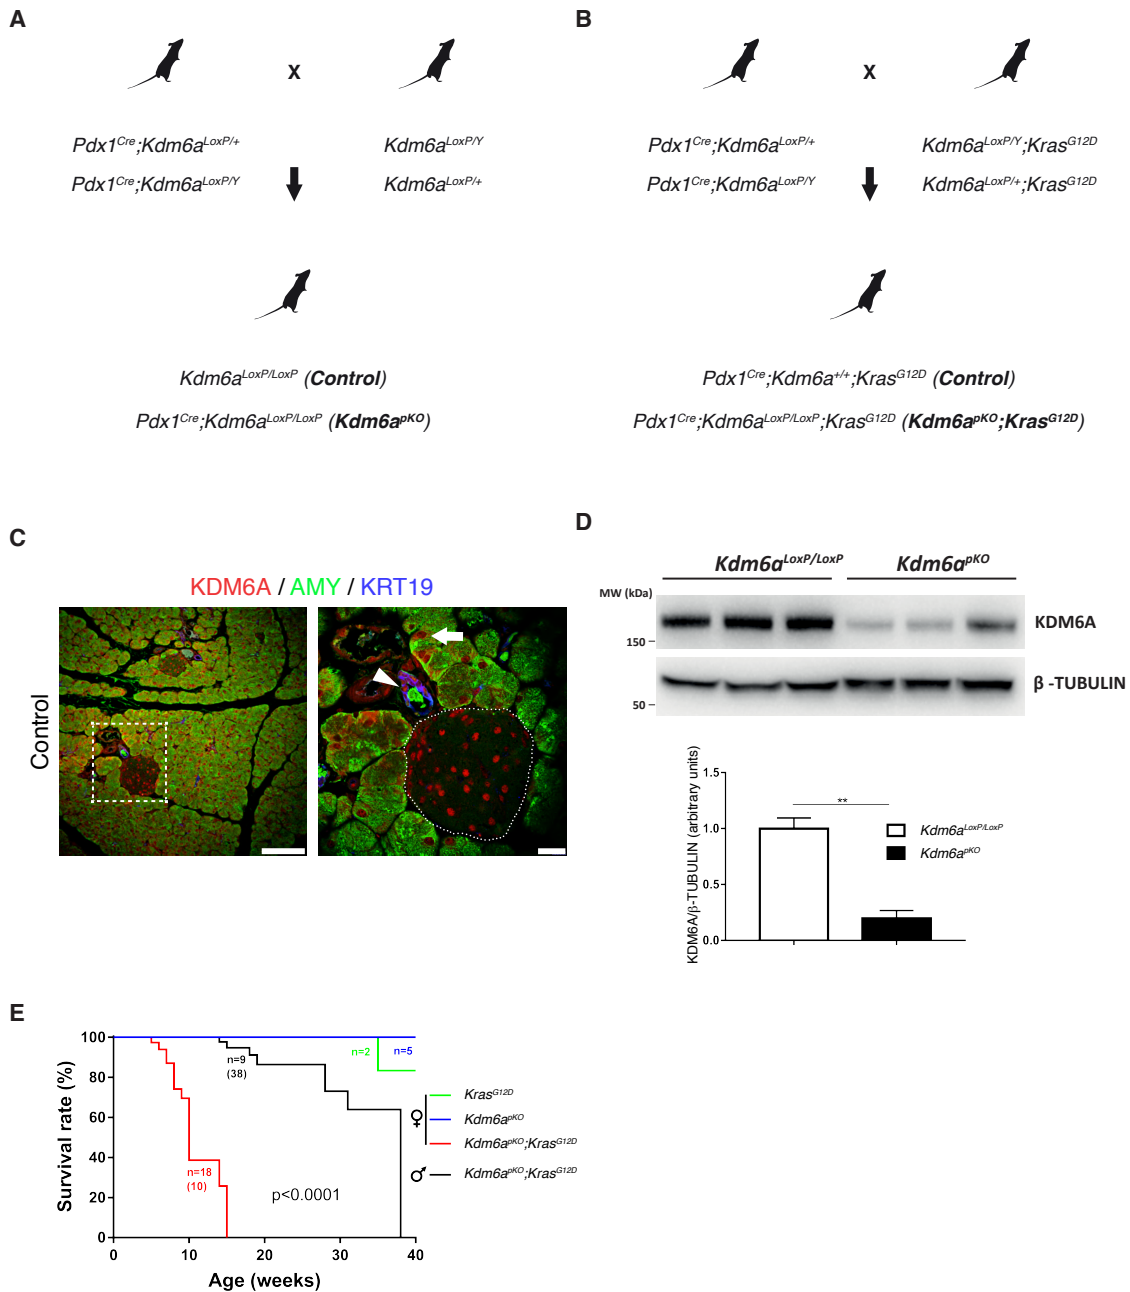 A
B
X
X
Pdx1Cre;Kdm6aLoxP/+
Kdm6aLoxP/Y
Pdx1Cre;Kdm6aLoxP/+
Kdm6aLoxP/Y;KrasG12D
Pdx1Cre;Kdm6aLoxP/Y
Kdm6aLoxP/+
Pdx1Cre;Kdm6aLoxP/Y
Kdm6aLoxP/+;KrasG12D
Kdm6aLoxP/LoxP (Control)
Pdx1Cre;Kdm6aLoxP/LoxP (Kdm6apKO)
Pdx1Cre;Kdm6a+/+;KrasG12D (Control)
Pdx1Cre;Kdm6aLoxP/LoxP;KrasG12D (Kdm6apKO;KrasG12D)
C
KDM6A / AMY / KRT19
Control
D
Kdm6aLoxP/LoxP
Kdm6apKO
MW (kDa)
150
KDM6A
50
β -TUBULIN
KDM6A/β-TUBULIN (arbitrary units)
1.5
1.0
0.5
0.0
**
Kdm6aLoxP/LoxP
Kdm6apKO
E
Survival rate (%)
100
80
60
40
20
0
0
10
20
30
40
Age (weeks)
n=9
(38)
n=2
n=5
n=18
(10)
p<0.0001
♀
KrasG12D
Kdm6apKO
Kdm6apKO;KrasG12D
♂
Kdm6apKO;KrasG12D